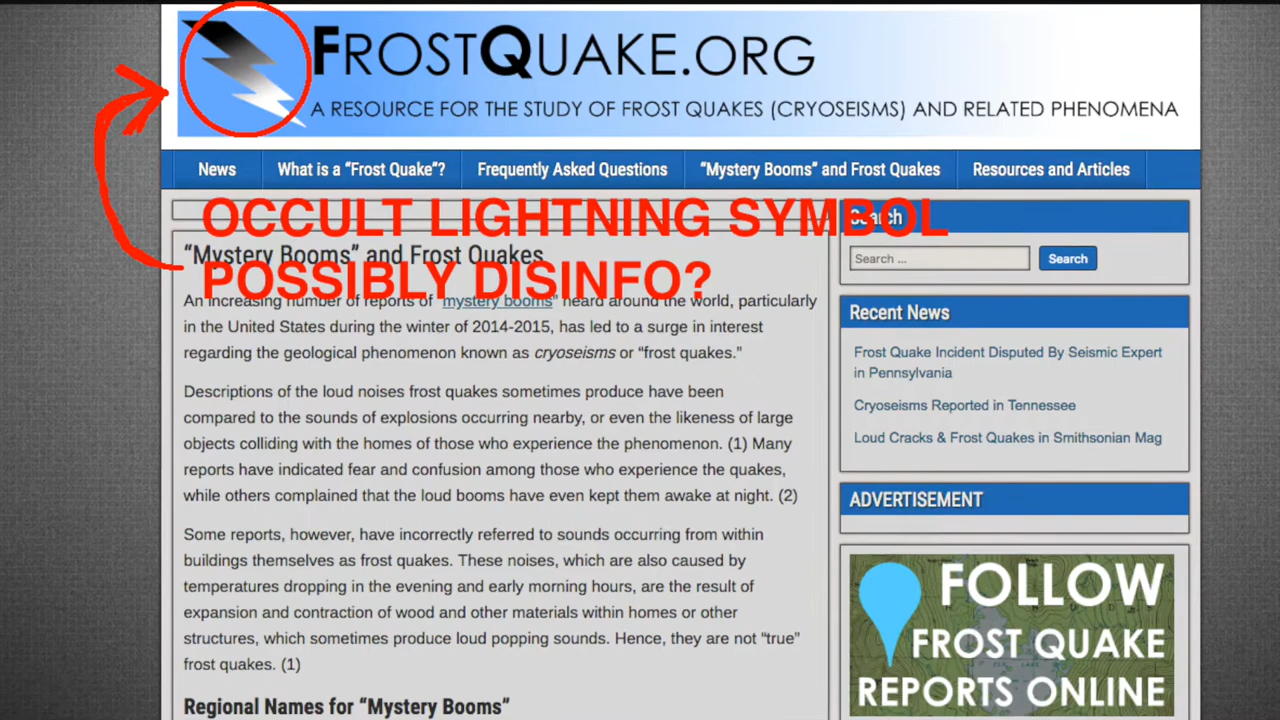 FROSTQUAKE.ORG
A RESOURCE FOR THE STUDY OF FROST QUAKES (CRYOSEISMS) AND RELATED PHENOMENA
News What is a “Frost Quake”? Frequently Asked Questions “Mystery Booms” and Frost Quakes Resources and Articles
OCCULT LIGHTNING SYMBOL
POSSIBLY DISINFO?
“Mystery Booms” and Frost Quakes
An increasing number of reports of “mystery booms” heard around the world, particularly
in the United States during the winter of 2014-2015, has led to a surge in interest
regarding the geological phenomenon known as cryoseisms or “frost quakes.”
Descriptions of the loud noises frost quakes sometimes produce have been
compared to the sounds of explosions occurring nearby, or even the likeness of large
objects colliding with the homes of those who experience the phenomenon. (1) Many
reports have indicated fear and confusion among those who experience the quakes,
while others complained that the loud booms have even kept them awake at night. (2)
Some reports, however, have incorrectly referred to sounds occurring from within
buildings themselves as frost quakes. These noises, which are also caused by
temperatures dropping in the evening and early morning hours, are the result of
expansion and contraction of wood and other materials within homes or other
structures, which sometimes produce loud popping sounds. Hence, they are not “true”
frost quakes. (1)
Regional Names for “Mystery Booms”
Search
Search ... Search
Recent News
Frost Quake Incident Disputed By Seismic Expert
in Pennsylvania
Cryoseisms Reported in Tennessee
Loud Cracks & Frost Quakes in Smithsonian Mag
ADVERTISEMENT
FOLLOW
FROST QUAKE
REPORTS ONLINE